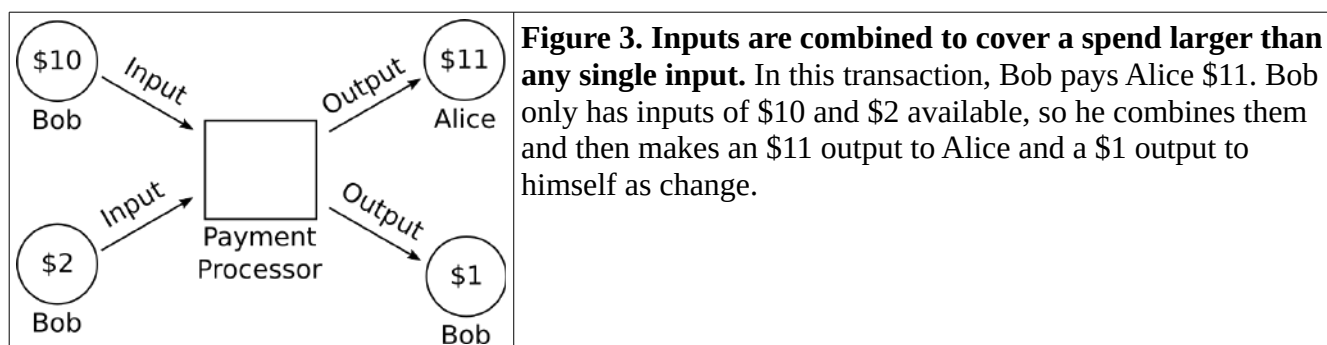 $10
Bob
Input
Output
$11
Alice
Input
Output
Payment
Processor
$2
Bob
$1
Bob
Figure 3. Inputs are combined to cover a spend larger than
any single input. In this transaction, Bob pays Alice $11. Bob
only has inputs of $10 and $2 available, so he combines them
and then makes an $11 output to Alice and a $1 output to
himself as change.